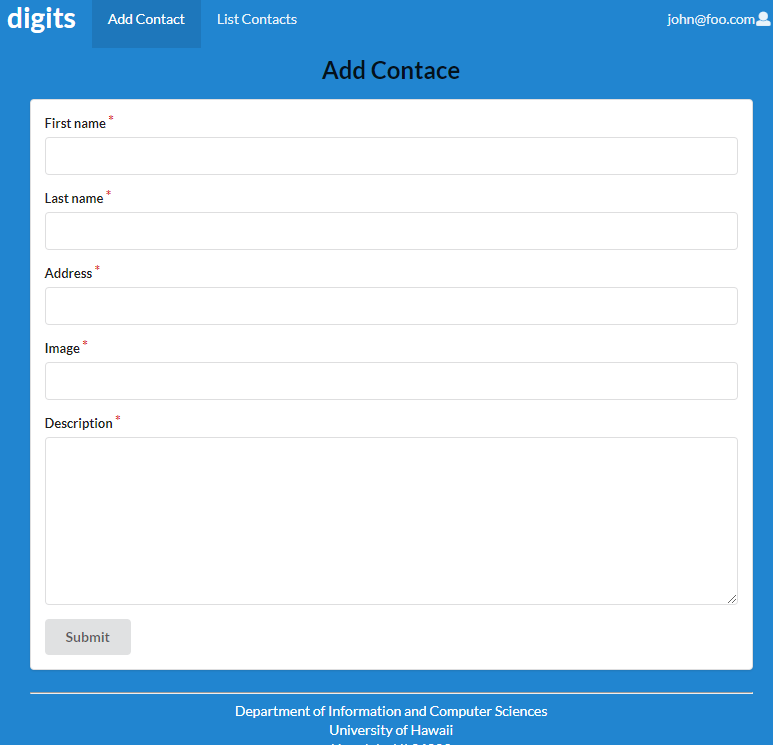 digits
Add Contact
List Contacts
john@foo.com
Add Contace
First name *
Last name *
Address *
Image *
Description *
Submit
Department of Information and Computer Sciences
University of Hawaii